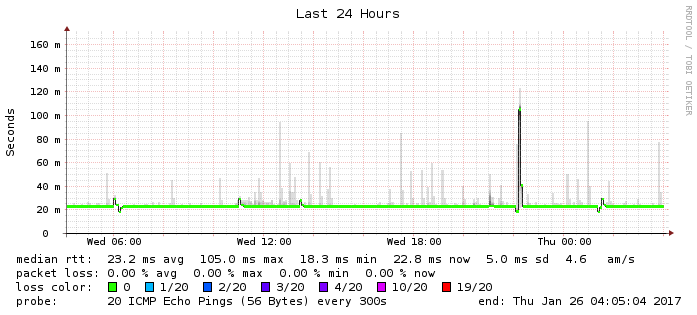 Last 24 Hours
RRDTOOL / TOBI OETIKER
Seconds
160 m
140 m
120 m
100 m
80 m
60 m
40 m
20 m
0
Wed 06:00 Wed 12:00 Wed 18:00 Thu 00:00
median rtt: 23.2 ms avg 105.0 ms max 18.3 ms min 22.8 ms now 5.0 ms sd 4.6 am/s
packet loss: 0.00 % avg 0.00 % max 0.00 % min 0.00 % now
loss color: 0 1/20 2/20 3/20 4/20 10/20 19/20
probe: 20 ICMP Echo Pings (56 Bytes) every 300s end: Thu Jan 26 04:05:04 2017